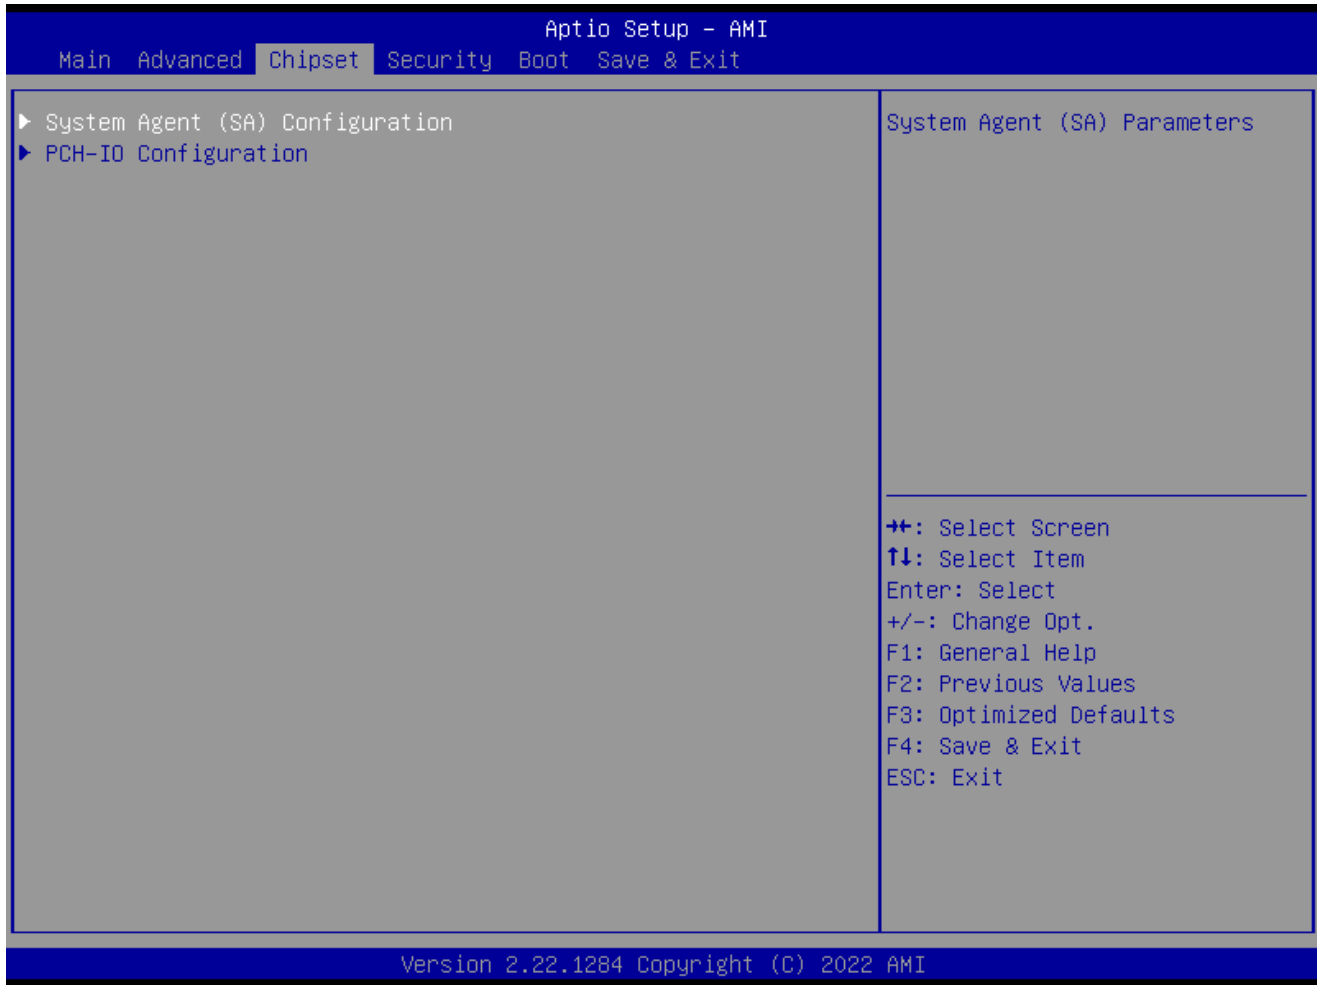 Aptio Setup – AMI
Main Advanced Chipset Security Boot Save & Exit
▶ System Agent (SA) Configuration
▶ PCH-IO Configuration
System Agent (SA) Parameters
→←: Select Screen
↑↓: Select Item
Enter: Select
+/-: Change Opt.
F1: General Help
F2: Previous Values
F3: Optimized Defaults
F4: Save & Exit
ESC: Exit
Version 2.22.1284 Copyright (C) 2022 AMI